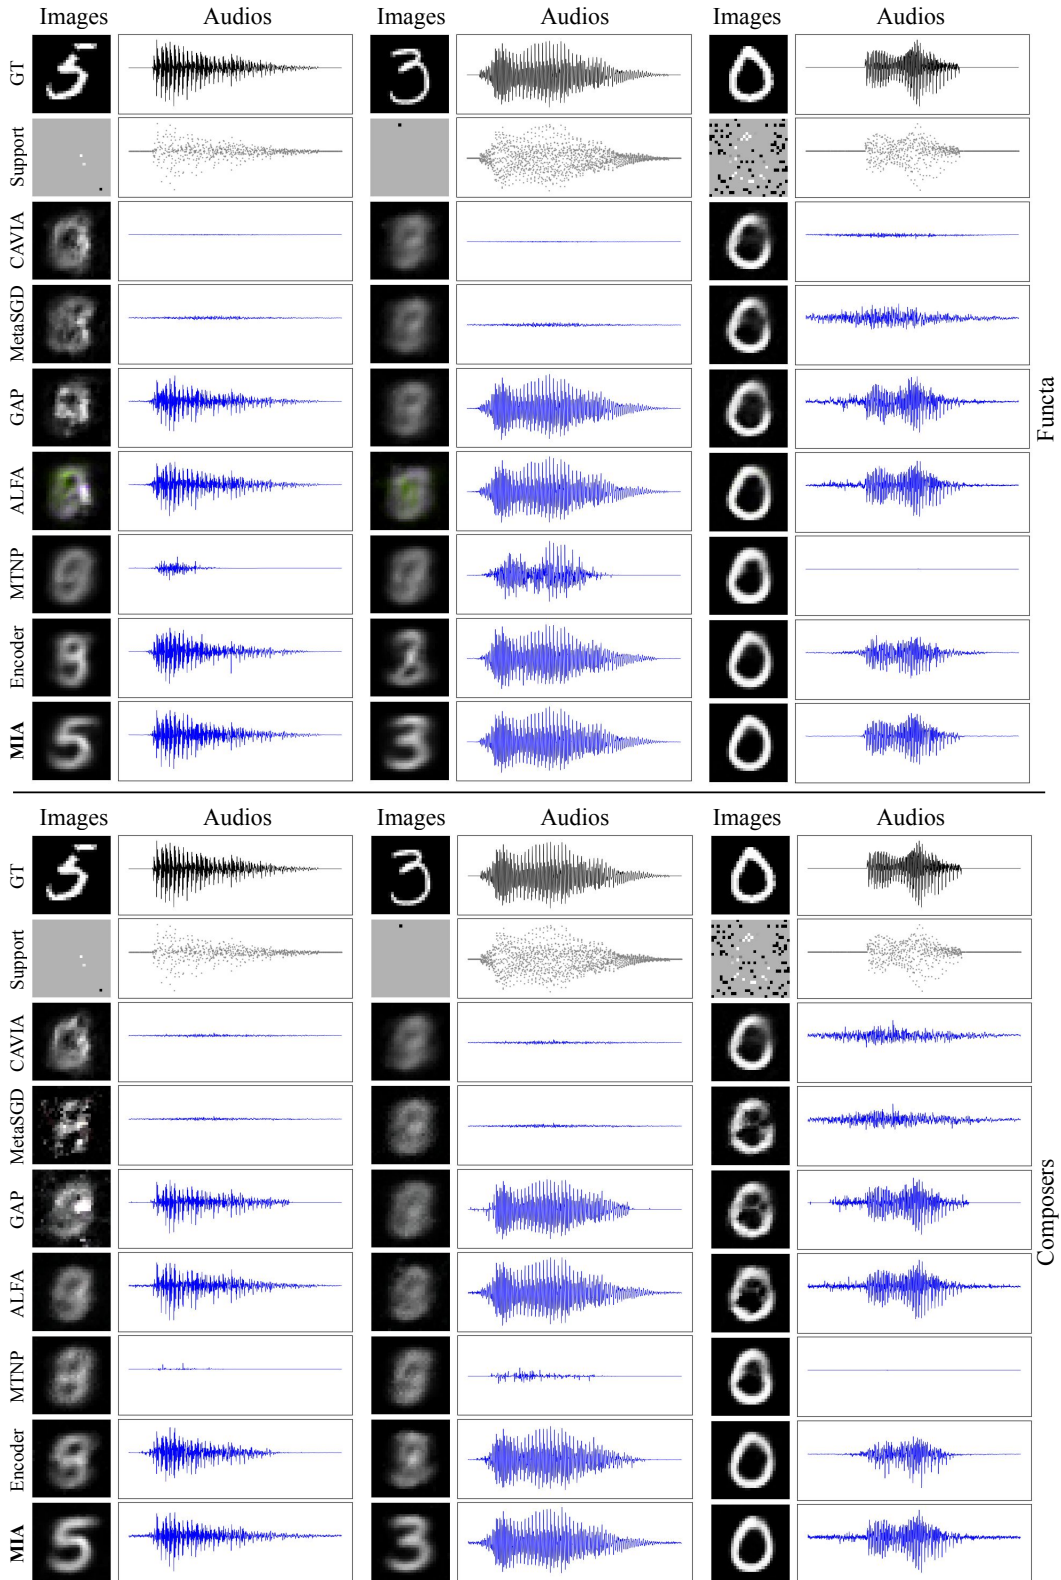 Images Audios Images Audios Images Audios
GT
Support
CAVIA
MetaSGD
GAP
ALFA
MTNP
Encoder
MIA
Functa
Images Audios Images Audios Images Audios
GT
Support
CAVIA
MetaSGD
GAP
ALFA
MTNP
Encoder
MIA
Composers